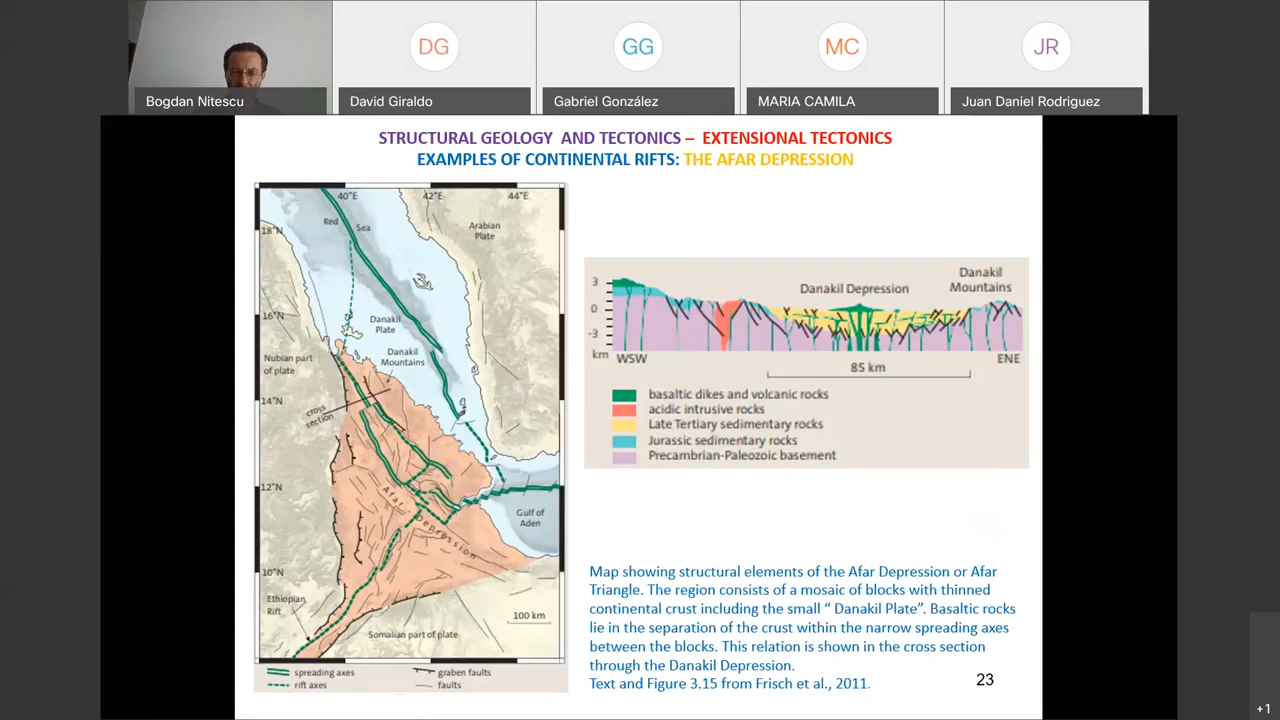 DG
GG
MC
JR
Bogdan Nitescu
David Giraldo
Gabriel González
MARIA CAMILA
Juan Daniel Rodriguez
STRUCTURAL GEOLOGY AND TECTONICS – EXTENSIONAL TECTONICS
EXAMPLES OF CONTINENTAL RIFTS: THE AFAR DEPRESSION
40°E
42°E
44°E
Red Sea
Arabian
Plate
18°N
16°N
Danakil
Plate
Danakil
Mountains
Nubian part
of plate
14°N
cross
section
12°N
Afar Depression
Gulf of
Aden
10°N
Ethiopian
Rift
100 km
Somalian part of plate
spreading axes
graben faults
rift axes
faults
Danakil
Mountains
Danakil Depression
3
0
-3
km
WSW
ENE
85 km
basaltic dikes and volcanic rocks
acidic intrusive rocks
Late Tertiary sedimentary rocks
Jurassic sedimentary rocks
Precambrian-Paleozoic basement
Map showing structural elements of the Afar Depression or Afar
Triangle. The region consists of a mosaic of blocks with thinned
continental crust including the small “ Danakil Plate”. Basaltic rocks
lie in the separation of the crust within the narrow spreading axes
between the blocks. This relation is shown in the cross section
through the Danakil Depression.
Text and Figure 3.15 from Frisch et al., 2011.
23
+1